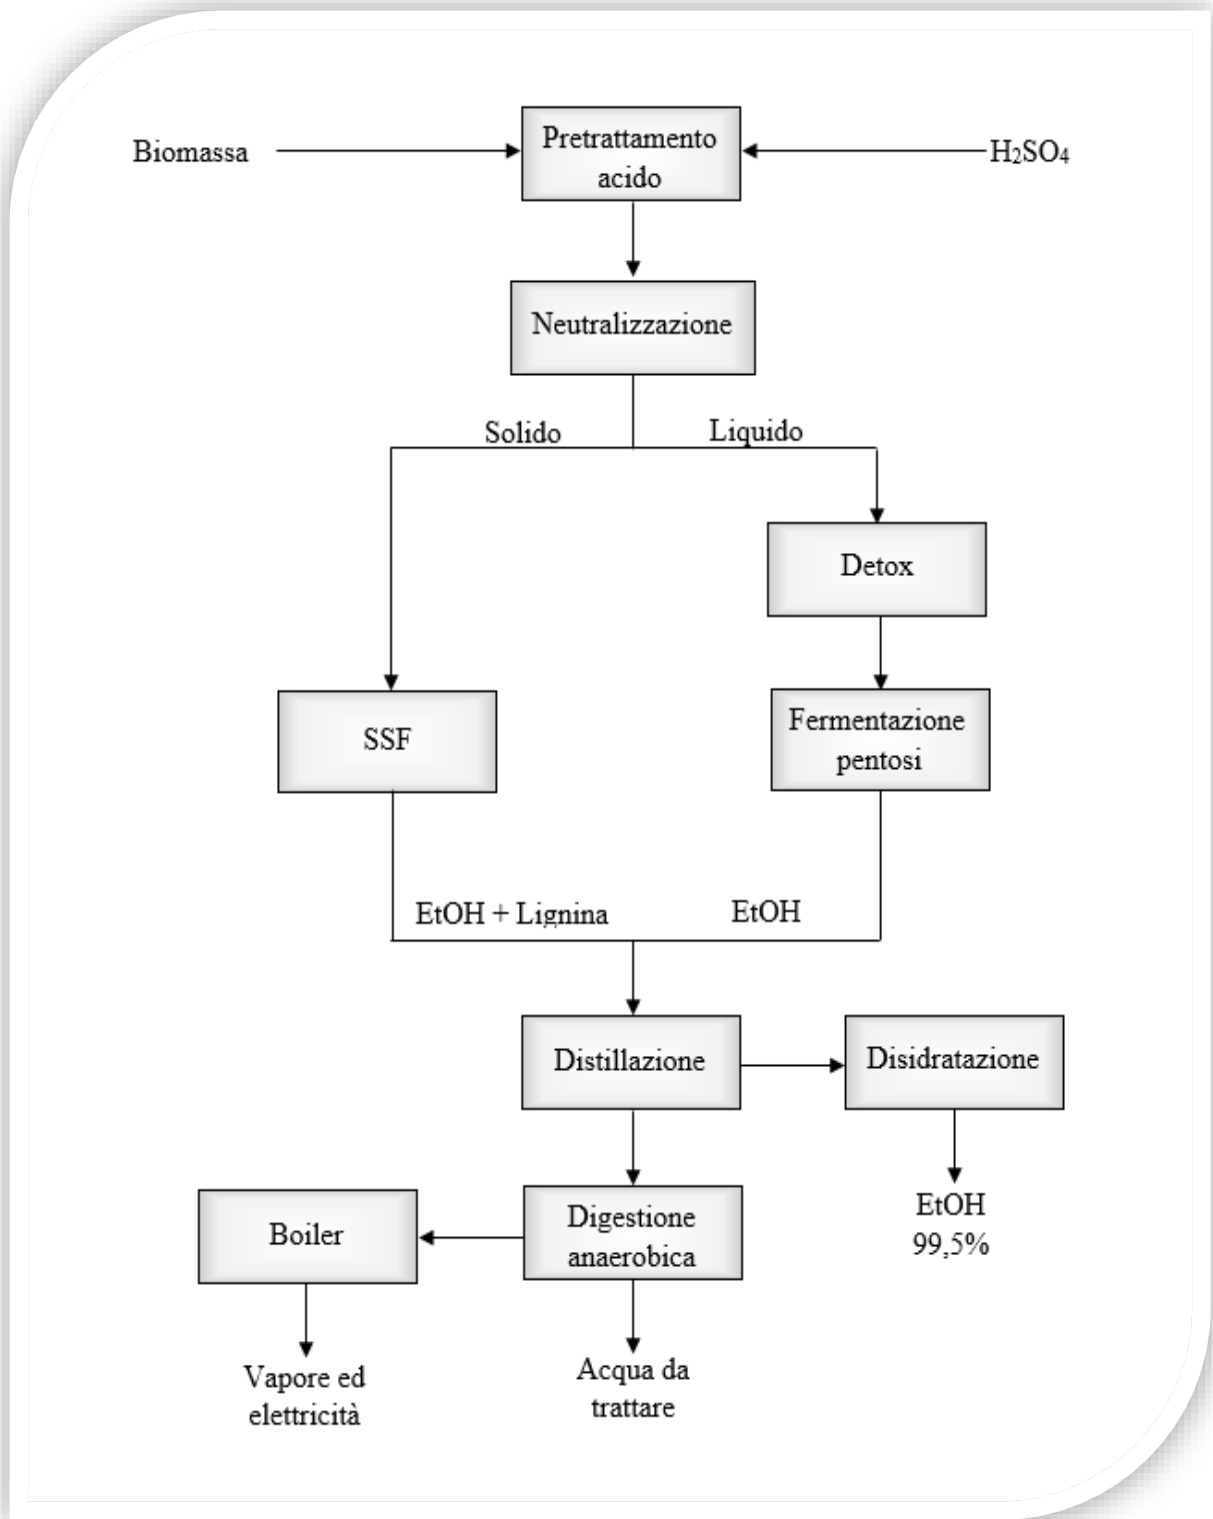 Biomassa
Pretrattamento
acido
H₂SO₄
Neutralizzazione
Solido
Liquido
Detox
SSF
Fermentazione
pentosi
EtOH + Lignina
EtOH
Distillazione
Disidratazione
Boiler
Digestione
anaerobica
EtOH
99,5%
Vapore ed
elettricità
Acqua da
trattare